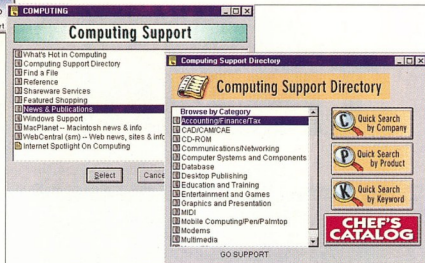 COMPUTING
Computing Support
What's Hot in Computing
Computing Support Directory
Find a File
Reference
Shareware Services
Featured Shopping
News & Publications
Windows Support
MacPlanet -- Macintosh news & info
WebCentral (sm) -- Web news, sites & info
Internet Spotlight On Computing
Select
Cance
Computing Support Directory
Computing Support Directory
Browse by Category
Accounting/Finance/Tax
CAD/CAM/CAE
CD-ROM
Communications/Networking
Computer Systems and Components
Database
Desktop Publishing
Education and Training
Entertainment and Games
Graphics and Presentation
MIDI
Mobile Computing/Pen/Palmtop
Modems
Multimedia
C Quick Search
by Company
P Quick Search
by Product
K Quick Search
by Keyword
CHEF'S
CATALOG
GO SUPPORT